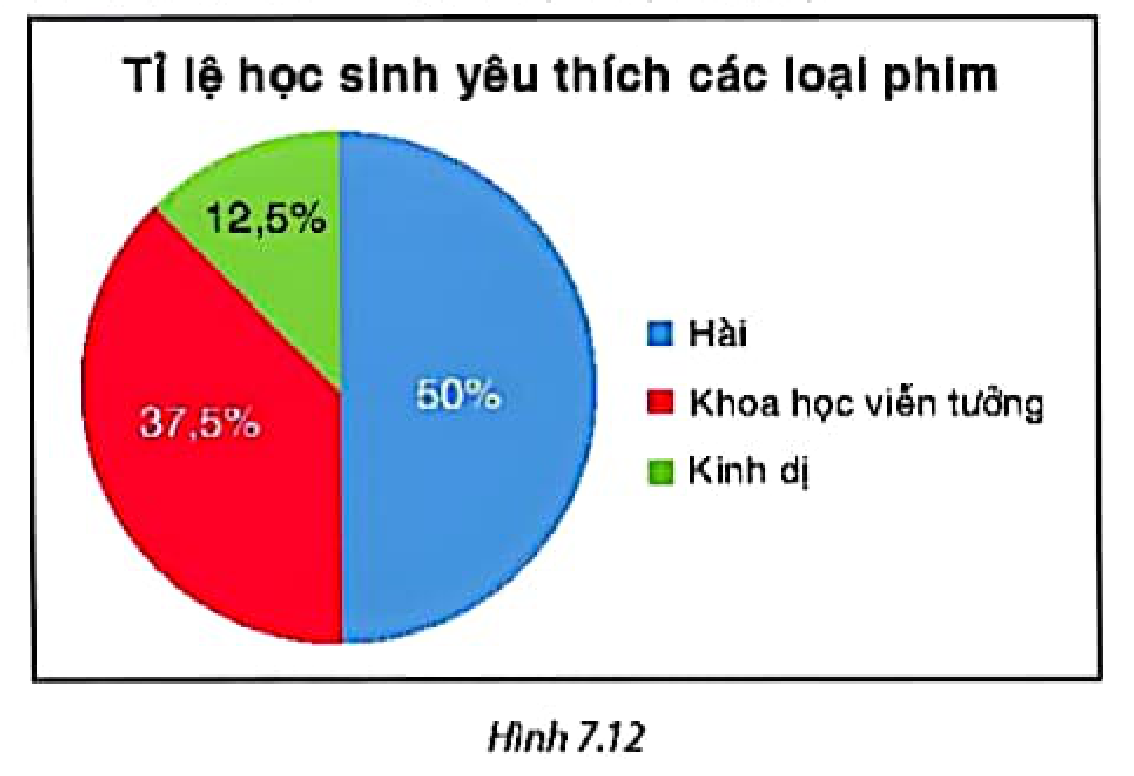 Tỉ lệ học sinh yêu thích các loại phim
12,5%
50%
37,5%
Hài
Khoa học viễn tưởng
Kinh dị
Hình 7.12